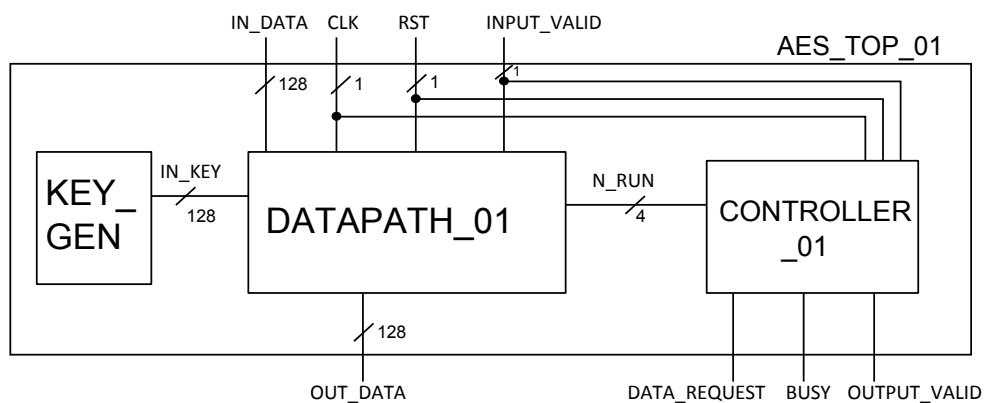 IN_DATA CLK RST INPUT_VALID
AES_TOP_01
128 1 1 1
KEY_
GEN
IN_KEY
128
DATAPATH_01
N_RUN
4
CONTROLLER
_01
128
OUT_DATA DATA_REQUEST BUSY OUTPUT_VALID